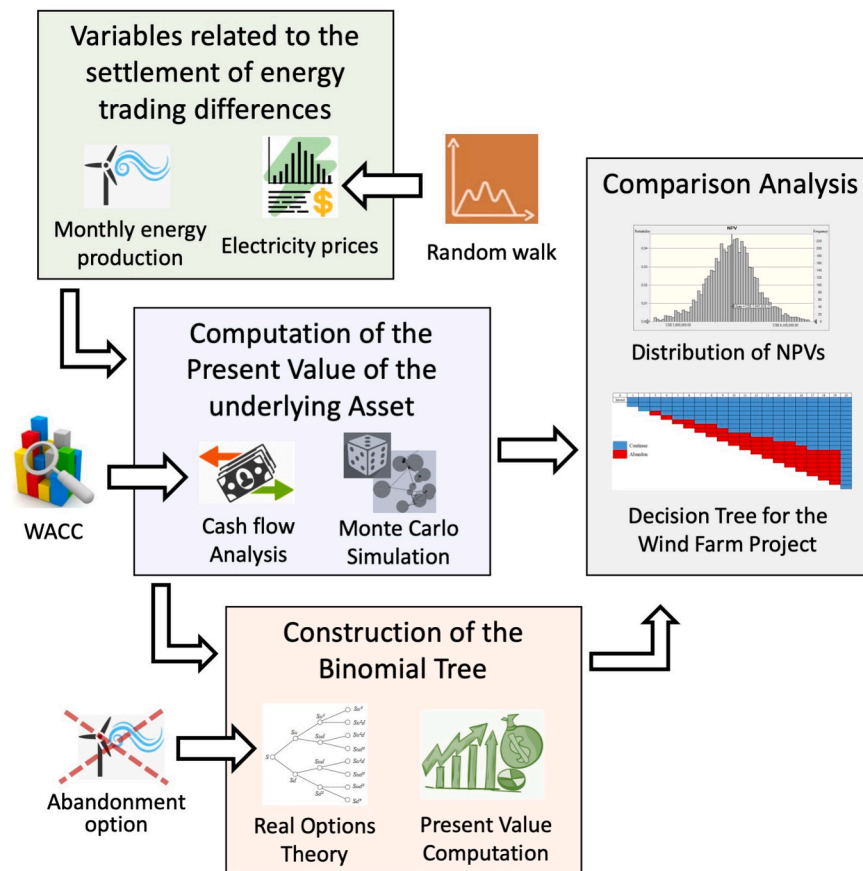 Variables related to the
settlement of energy
trading differences
Monthly energy
production
Electricity prices
Random walk
Computation of the
Present Value of the
underlying Asset
WACC
Cash flow
Analysis
Monte Carlo
Simulation
Construction of the
Binomial Tree
Abandonment
option
Real Options
Theory
Present Value
Computation
Comparison Analysis
NPV
Distribution of NPVs
Continue
Abandon
Decision Tree for the
Wind Farm Project